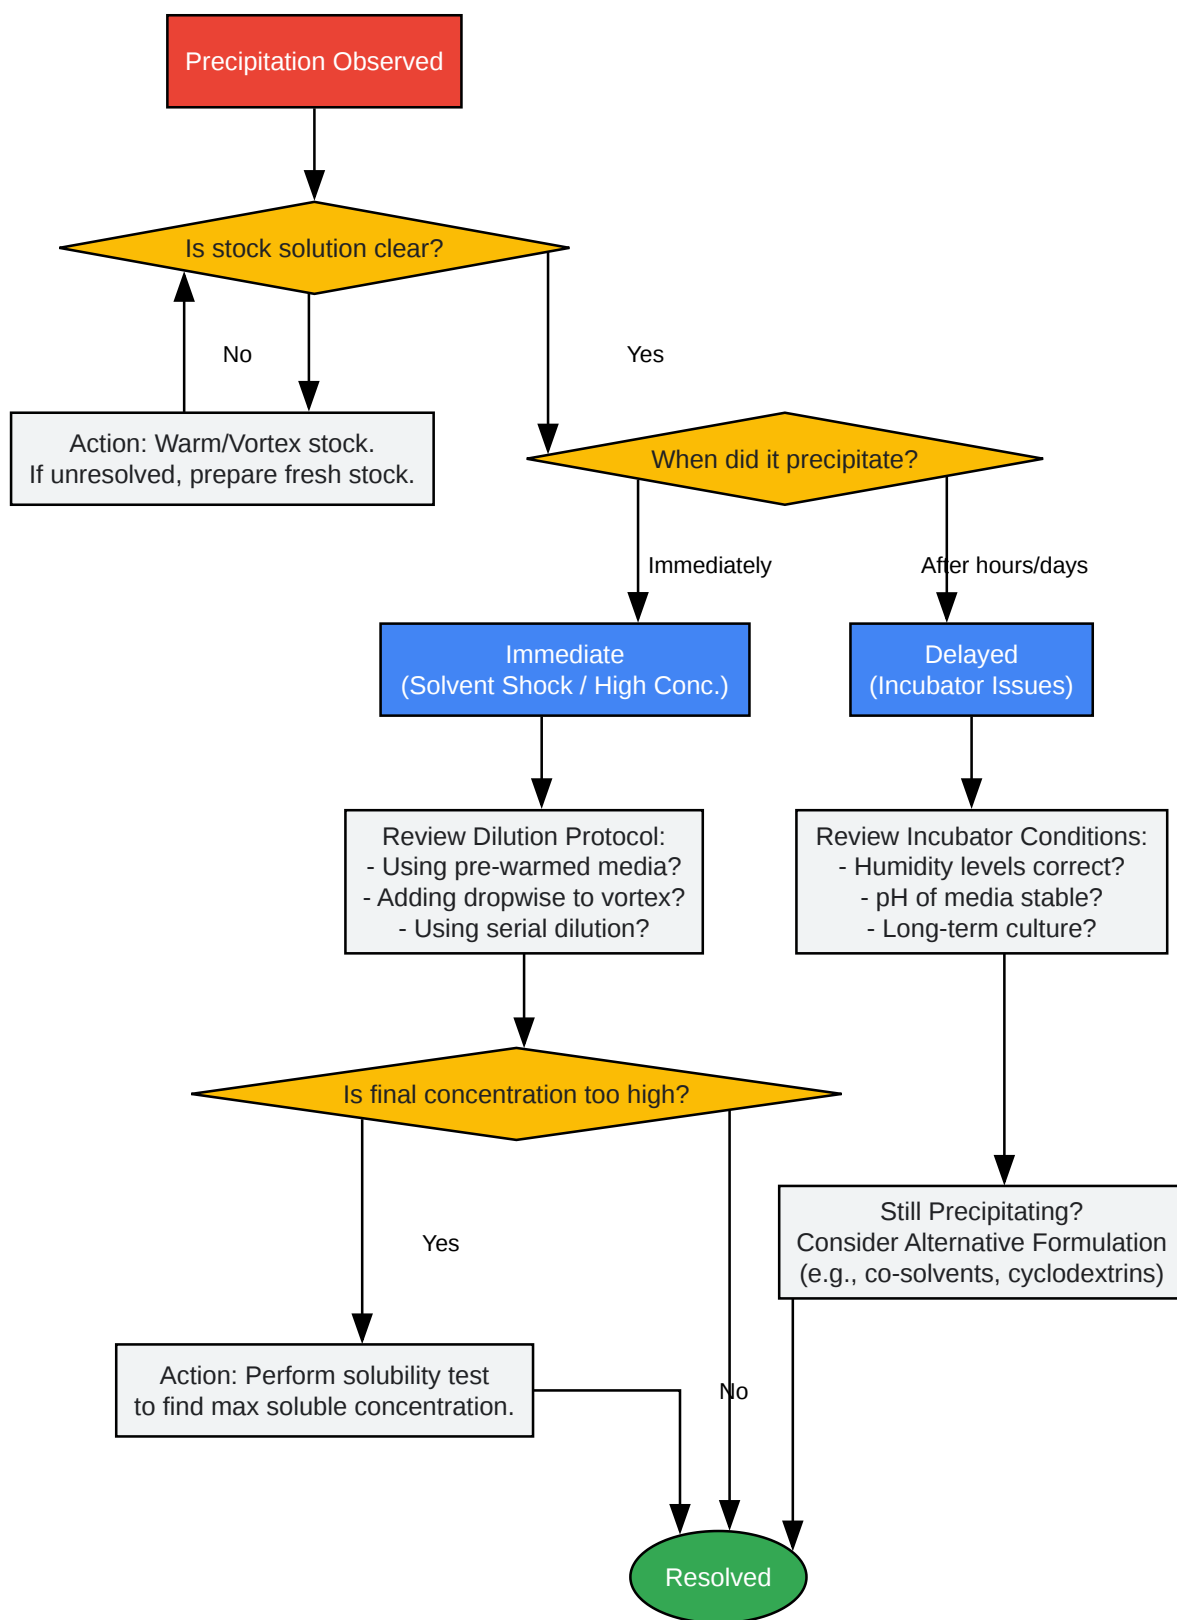 Precipitation Observed
Is stock solution clear?
No
Yes
Action: Warm/Vortex stock.
If unresolved, prepare fresh stock.
When did it precipitate?
Immediately
After hours/days
Immediate
(Solvent Shock / High Conc.)
Delayed
(Incubator Issues)
Review Dilution Protocol:
- Using pre-warmed media?
- Adding dropwise to vortex?
- Using serial dilution?
Review Incubator Conditions:
- Humidity levels correct?
- pH of media stable?
- Long-term culture?
Is final concentration too high?
Still Precipitating?
Consider Alternative Formulation
(e.g., co-solvents, cyclodextrins)
Yes
Action: Perform solubility test
to find max soluble concentration.
No
Resolved